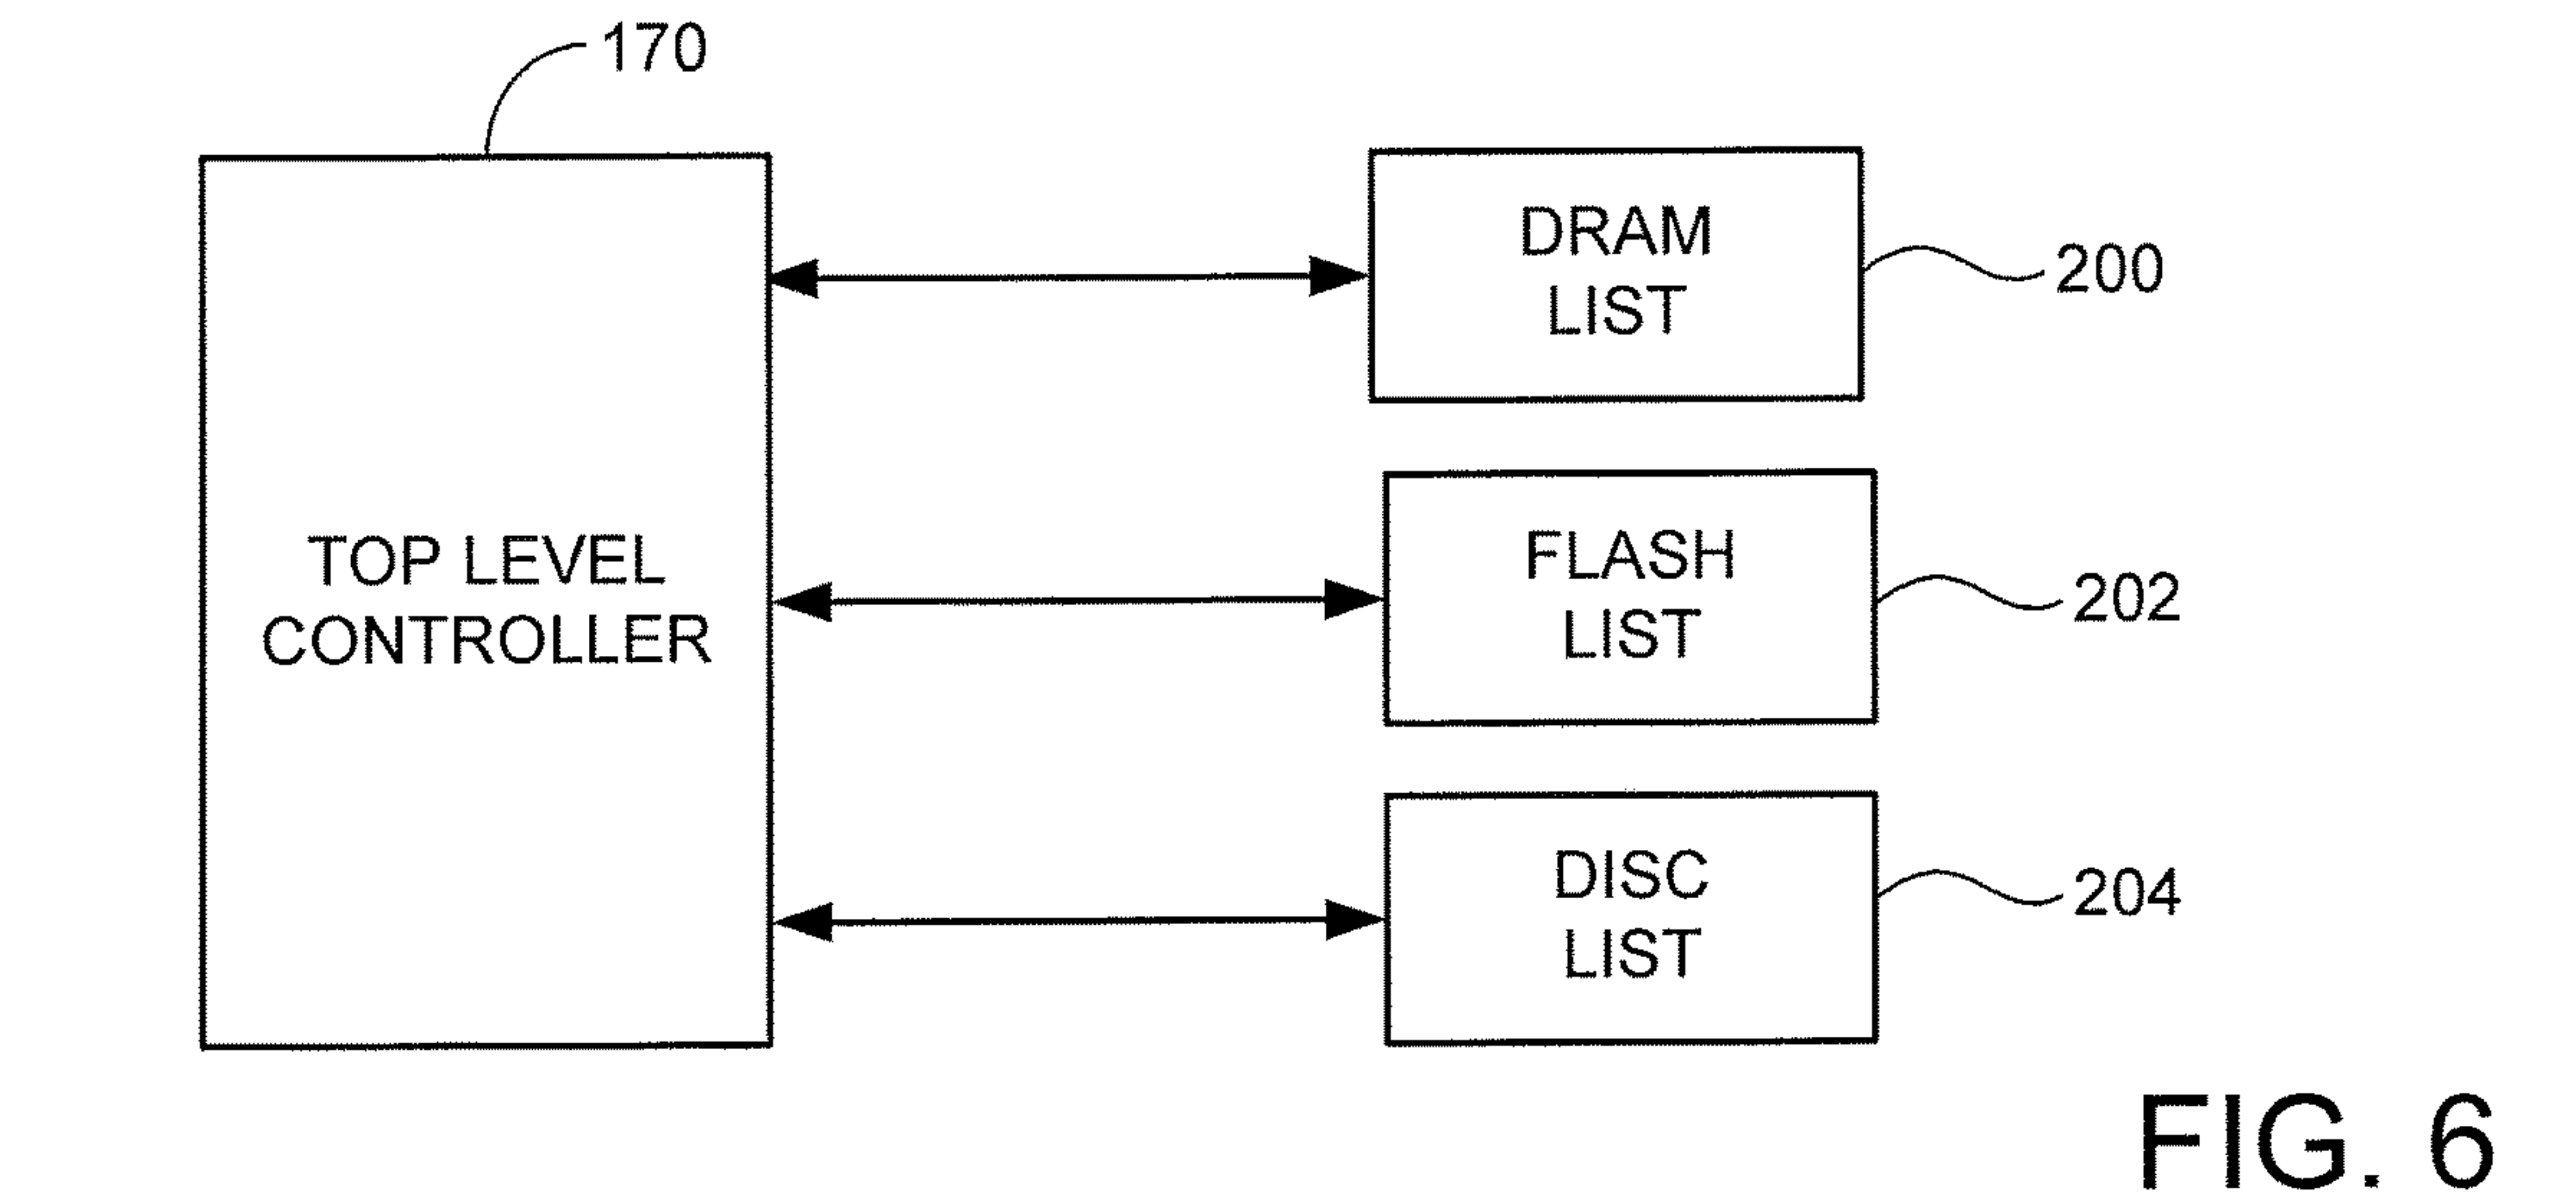 170
DRAM
LIST
200
TOP LEVEL
CONTROLLER
FLASH
LIST
202
DISC
LIST
204
FIG. 6